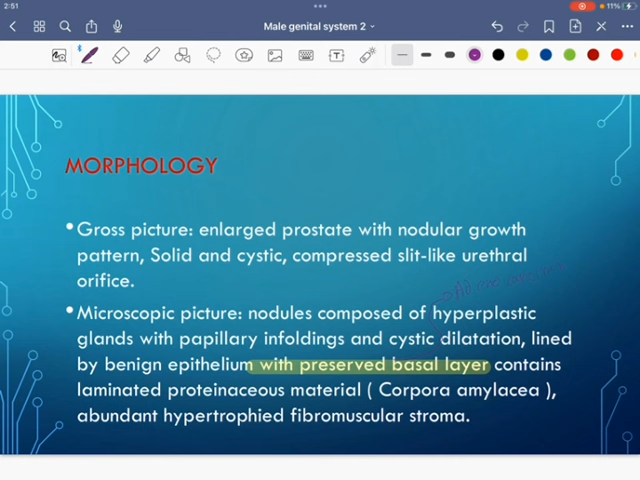 2:51
11%
Male genital system 2
MORPHOLOGY
• Gross picture: enlarged prostate with nodular growth
pattern, Solid and cystic, compressed slit-like urethral
orifice.
• Microscopic picture: nodules composed of hyperplastic
glands with papillary infoldings and cystic dilatation, lined
by benign epithelium with preserved basal layer contains
laminated proteinaceous material ( Corpora amylacea ),
abundant hypertrophied fibromuscular stroma.